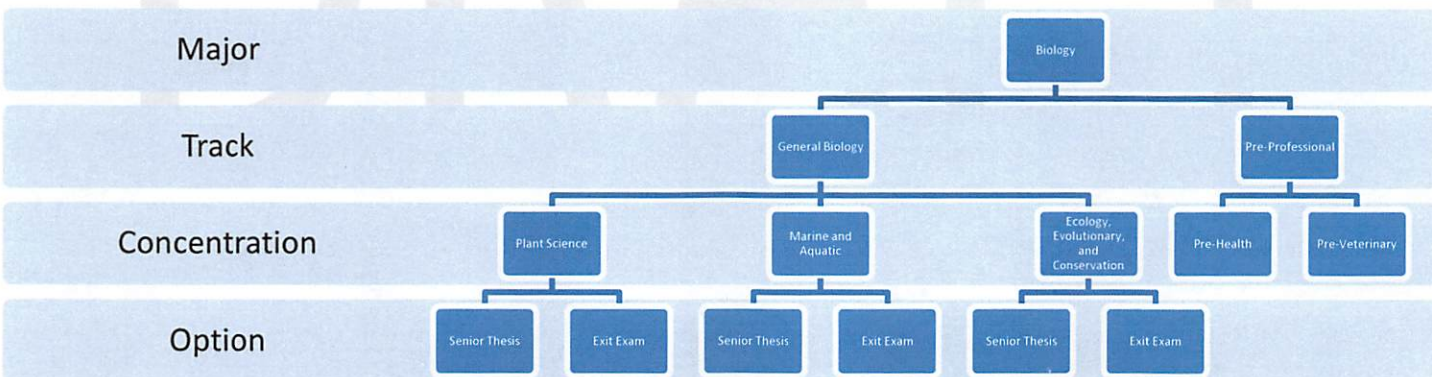 Major
Biology
Track
General Biology
Pre-Professional
Concentration
Plant Science
Marine and
Aquatic
Ecology,
Evolutionary,
and
Conservation
Pre-Health
Pre-Veterinary
Option
Senior Thesis
Exit Exam
Senior Thesis
Exit Exam
Senior Thesis
Exit Exam